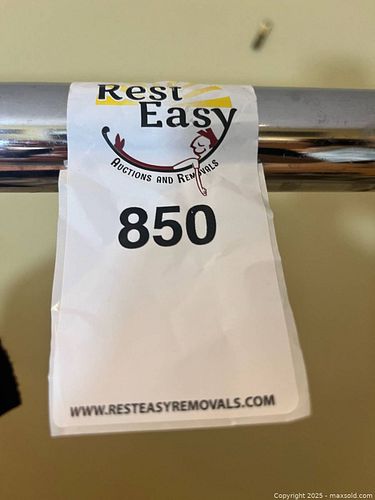 Rest
Easy
AUCTIONS AND REMOVALS
850
WWW.RESTEASYREMOVALS.COM
Copyright 2025 - maxsold.com